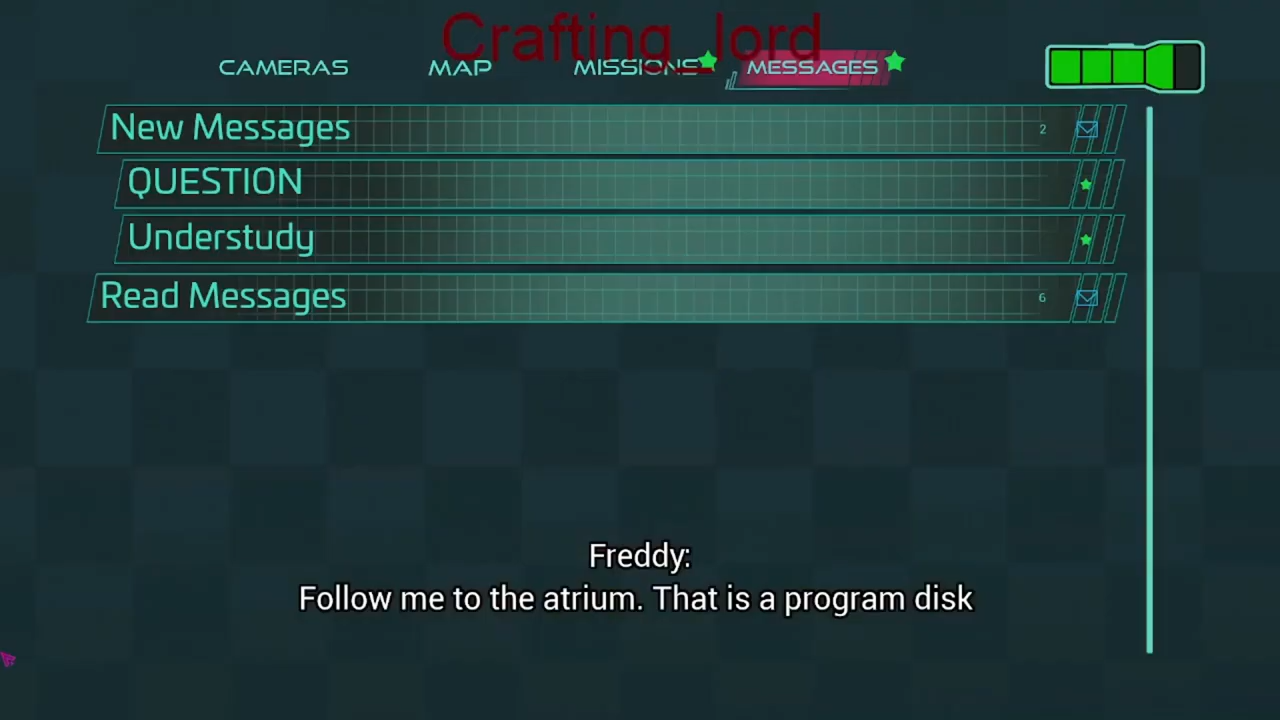 Crafting_lord
CAMERAS MAP MISSIONS MESSAGES
New Messages 2
QUESTION
Understudy
Read Messages 6
Freddy:
Follow me to the atrium. That is a program disk